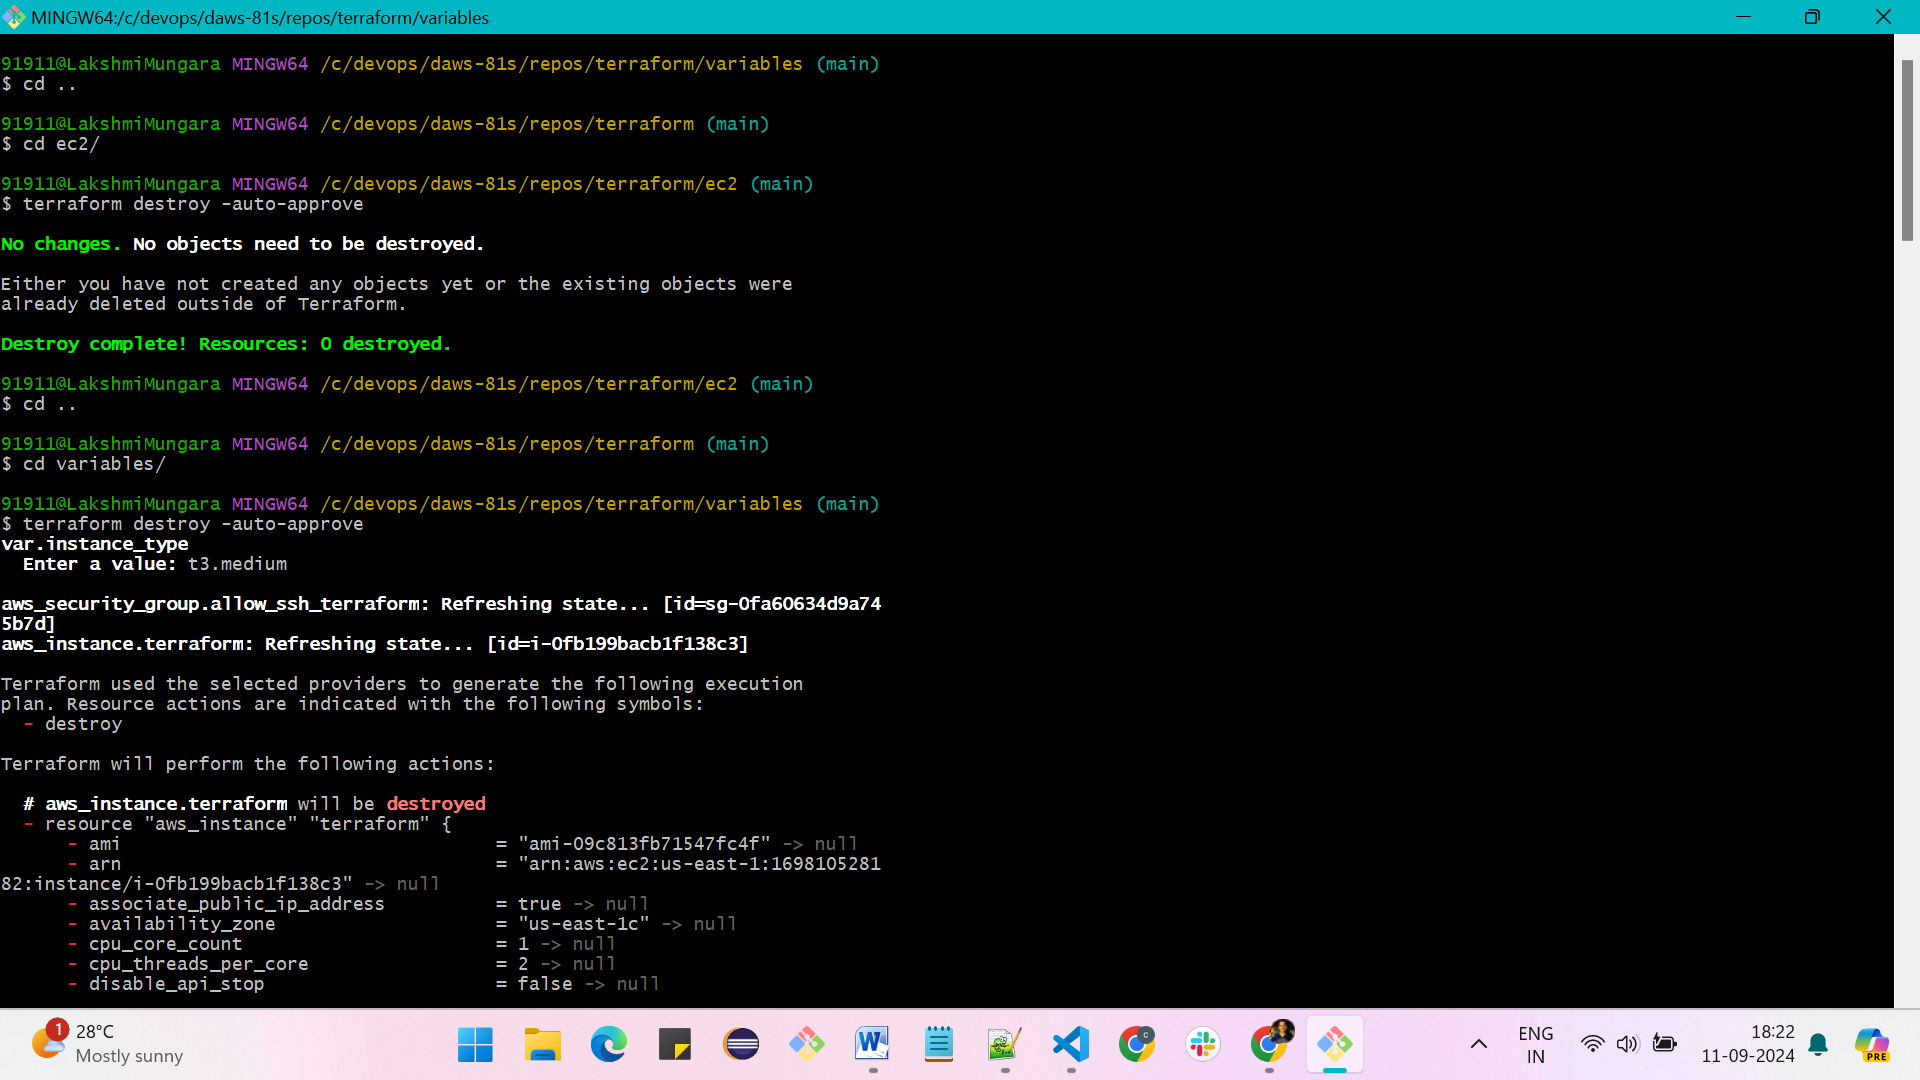 MINGW64:/c/devops/daws-81s/repos/terraform/variables
91911@LakshmiMungara MINGW64 /c/devops/daws-81s/repos/terraform/variables (main)
$ cd ..
91911@LakshmiMungara MINGW64 /c/devops/daws-81s/repos/terraform (main)
$ cd ec2/
91911@LakshmiMungara MINGW64 /c/devops/daws-81s/repos/terraform/ec2 (main)
$ terraform destroy -auto-approve
No changes. No objects need to be destroyed.
Either you have not created any objects yet or the existing objects were
already deleted outside of Terraform.
Destroy complete! Resources: 0 destroyed.
91911@LakshmiMungara MINGW64 /c/devops/daws-81s/repos/terraform/ec2 (main)
$ cd ..
91911@LakshmiMungara MINGW64 /c/devops/daws-81s/repos/terraform (main)
$ cd variables/
91911@LakshmiMungara MINGW64 /c/devops/daws-81s/repos/terraform/variables (main)
$ terraform destroy -auto-approve
var.instance_type
  Enter a value: t3.medium
aws_security_group.allow_ssh_terraform: Refreshing state... [id=sg-0fa60634d9a74
5b7d]
aws_instance.terraform: Refreshing state... [id=i-0fb199bacb1f138c3]
Terraform used the selected providers to generate the following execution
plan. Resource actions are indicated with the following symbols:
  - destroy
Terraform will perform the following actions:
  # aws_instance.terraform will be destroyed
  - resource "aws_instance" "terraform" {
      - ami                                  = "ami-09c813fb71547fc4f" -> null
      - arn                                  = "arn:aws:ec2:us-east-1:1698105281
82:instance/i-0fb199bacb1f138c3" -> null
      - associate_public_ip_address          = true -> null
      - availability_zone                    = "us-east-1c" -> null
      - cpu_core_count                       = 1 -> null
      - cpu_threads_per_core                 = 2 -> null
      - disable_api_stop                     = false -> null
1
28°C
Mostly sunny
W
C
ENG
IN
18:22
11-09-2024
PRE